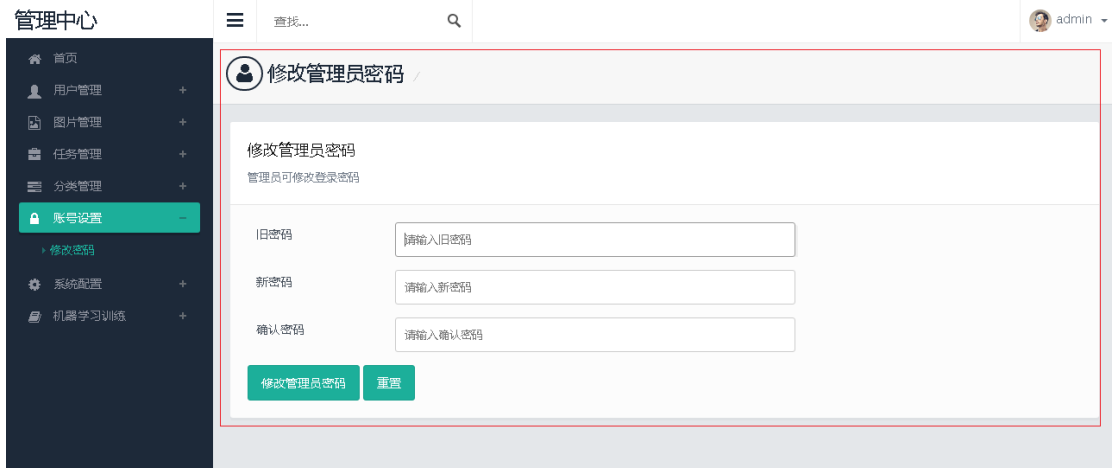 管理中心
查找...
admin
首页
用户管理 +
图片管理 +
任务管理 +
分类管理 +
账号设置 -
修改密码
系统配置 +
机器学习训练 +
修改管理员密码 /
修改管理员密码
管理员可修改登录密码
旧密码 请输入旧密码
新密码 请输入新密码
确认密码 请输入确认密码
修改管理员密码 重置